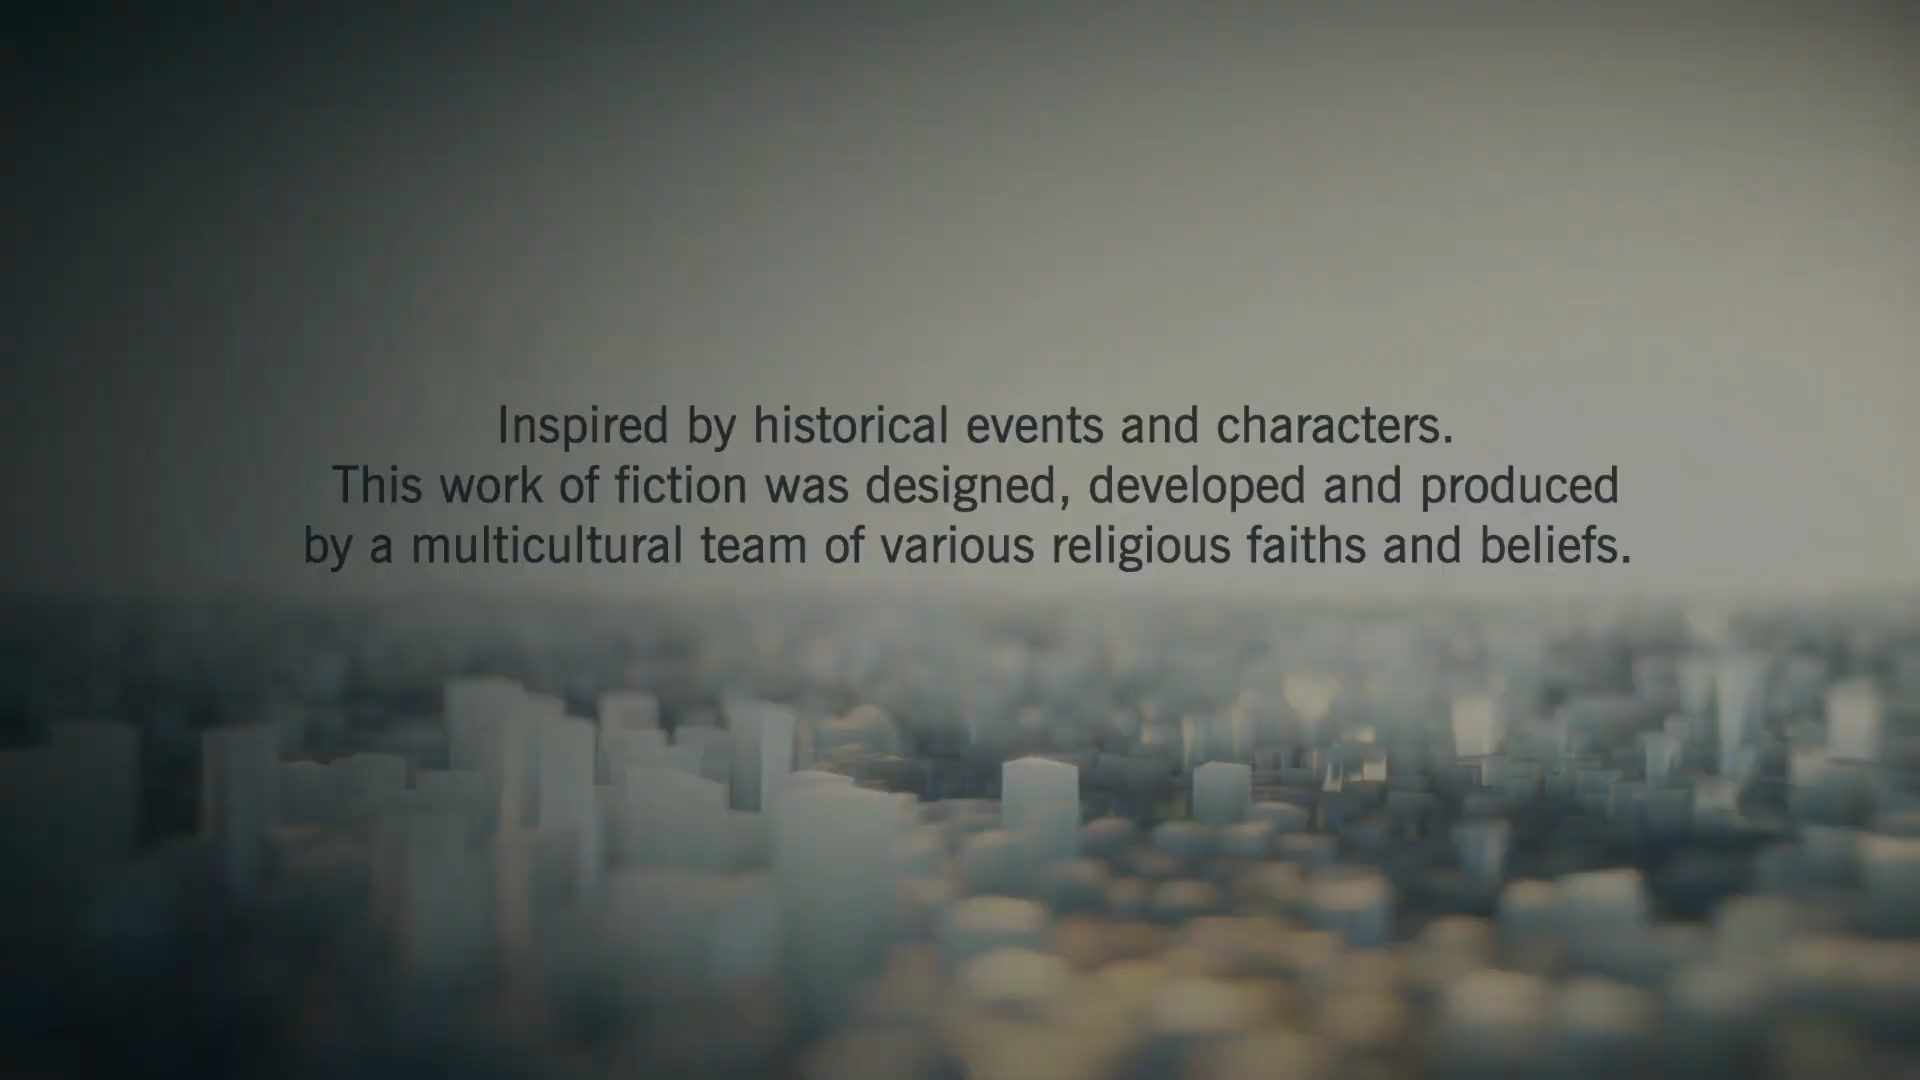 Inspired by historical events and characters.
This work of fiction was designed, developed and produced
by a multicultural team of various religious faiths and beliefs.